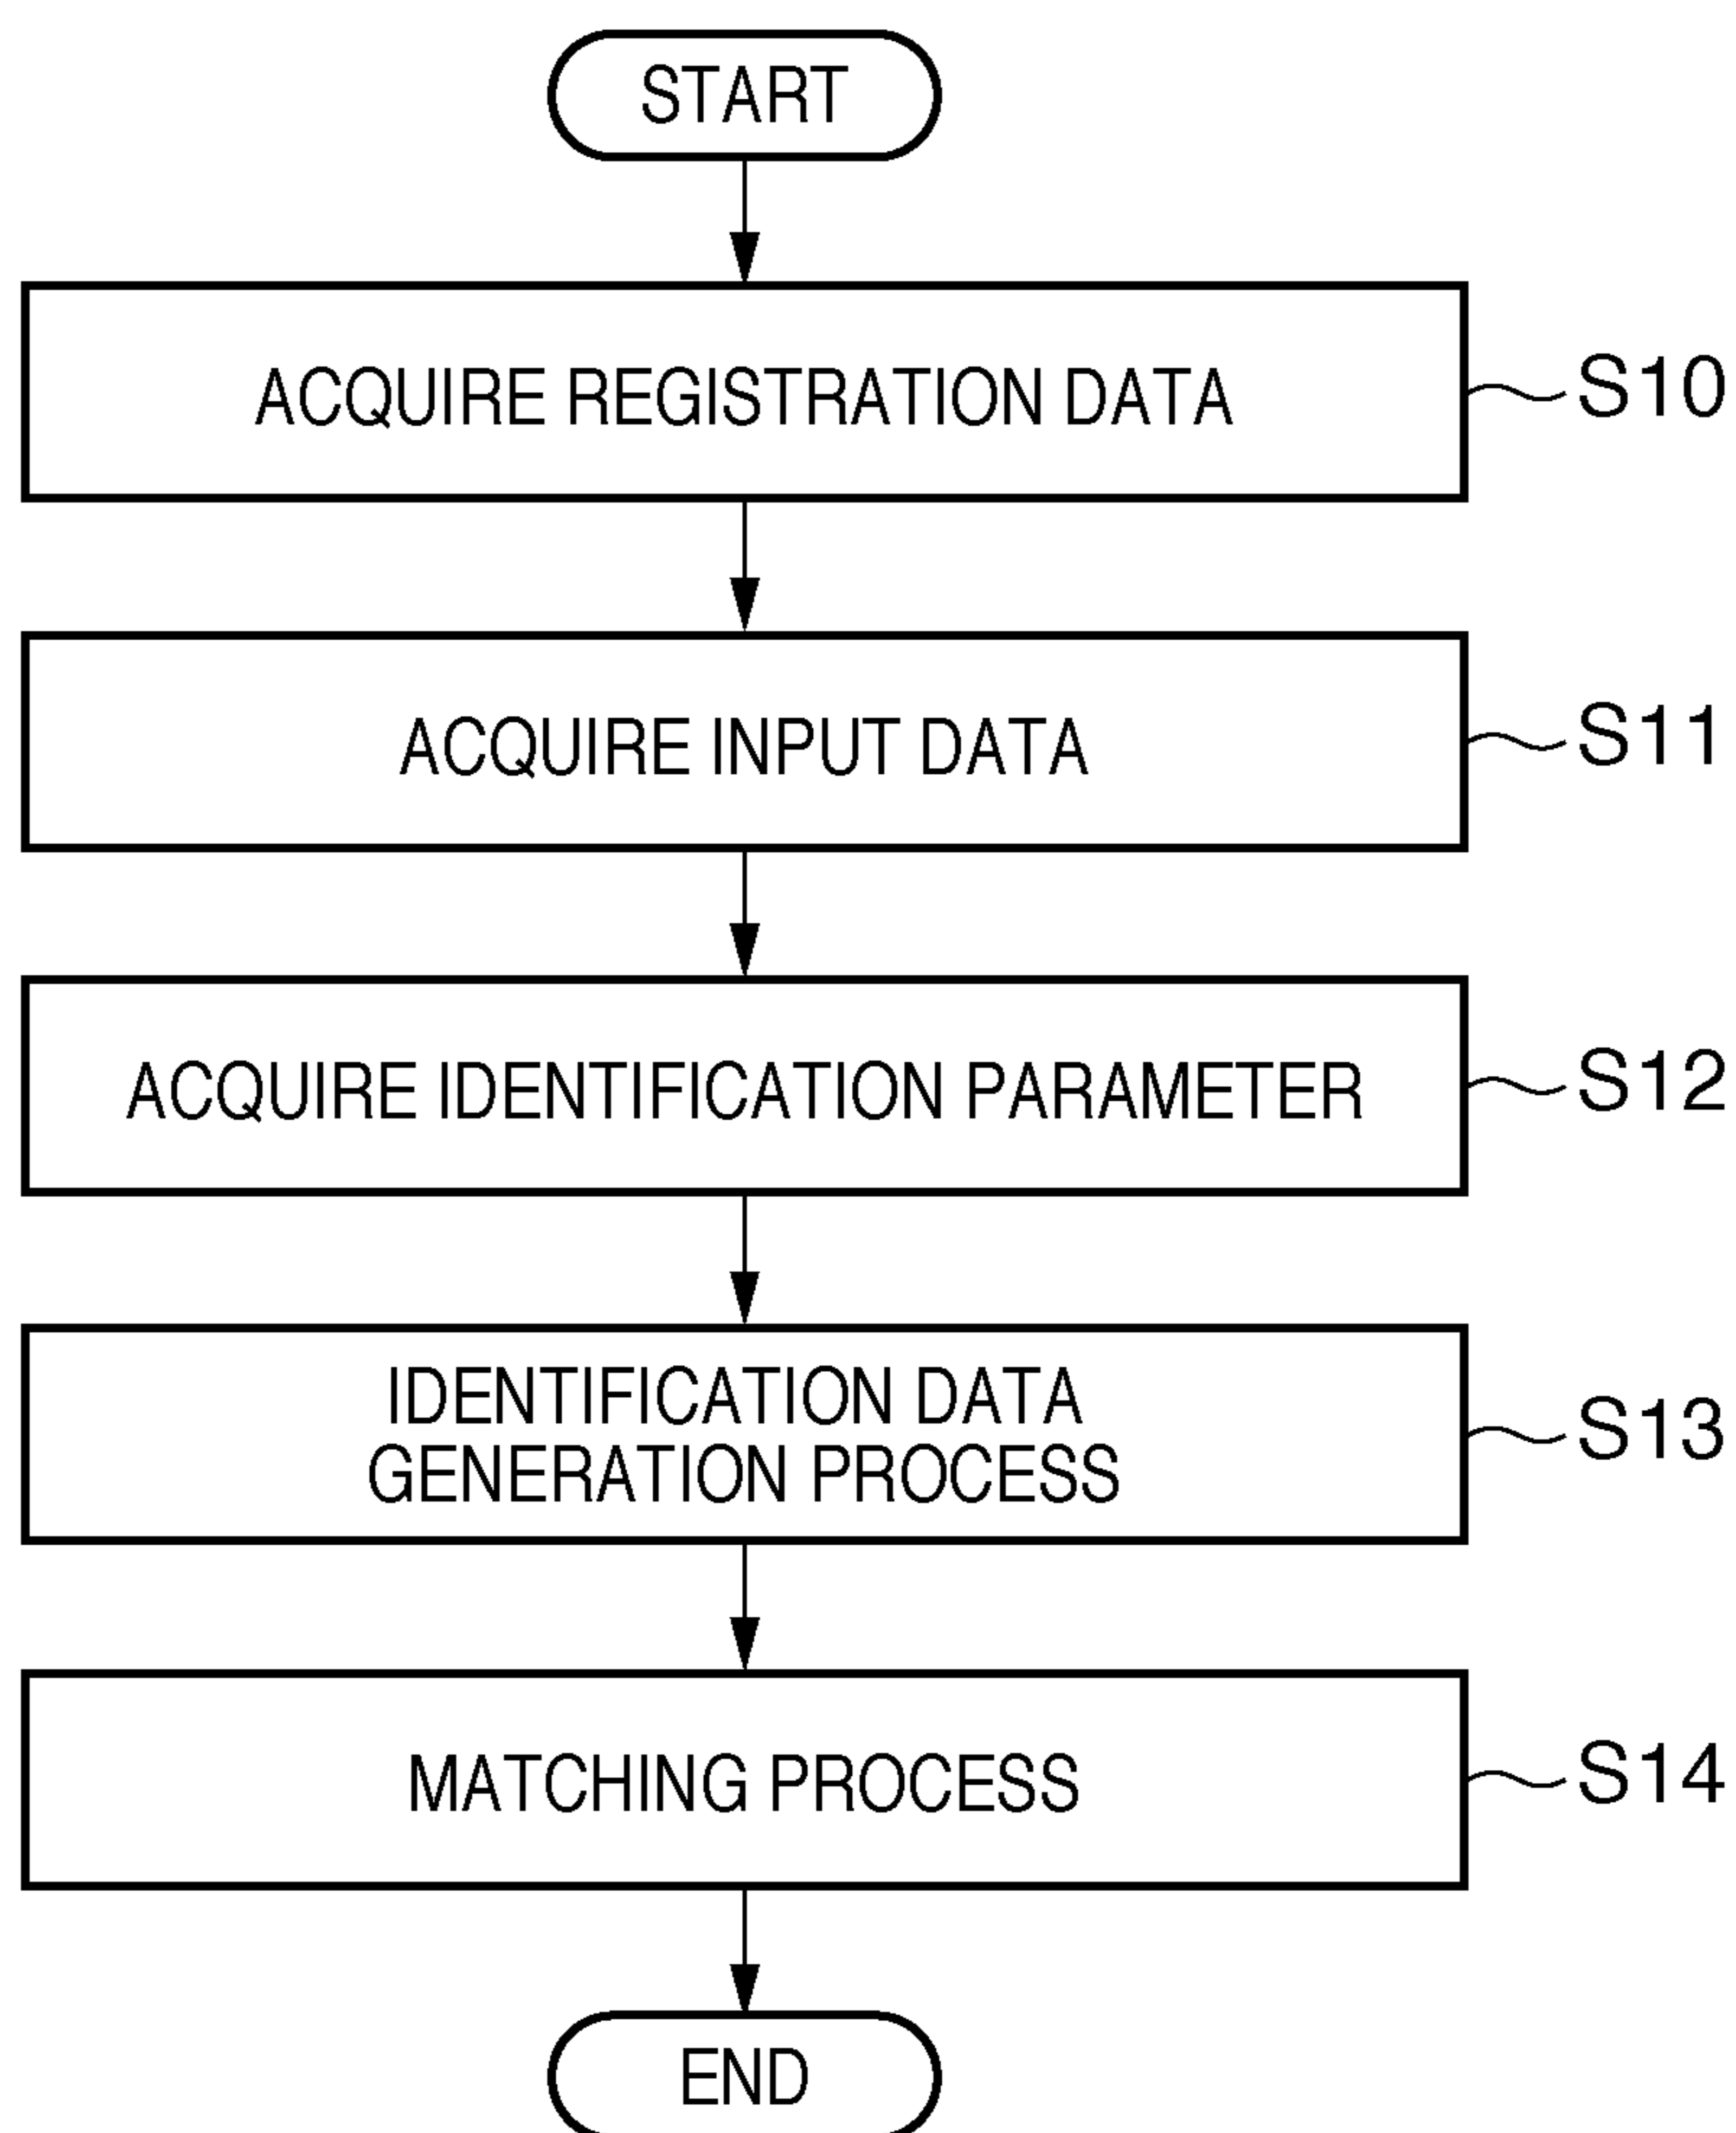 START
ACQUIRE REGISTRATION DATA
S10
ACQUIRE INPUT DATA
S11
ACQUIRE IDENTIFICATION PARAMETER
S12
IDENTIFICATION DATA
GENERATION PROCESS
S13
MATCHING PROCESS
S14
END